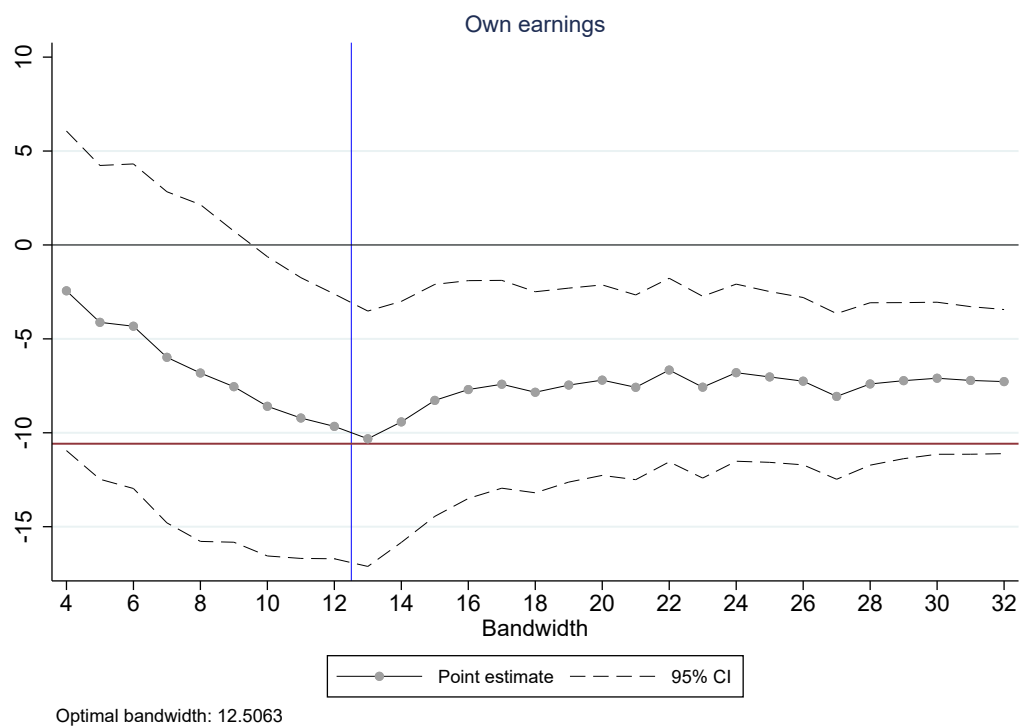 Own earnings
10
5
0
-5
-10
-15
4 6 8 10 12 14 16 18 20 22 24 26 28 30 32
Bandwidth
Point estimate 95% CI
Optimal bandwidth: 12.5063